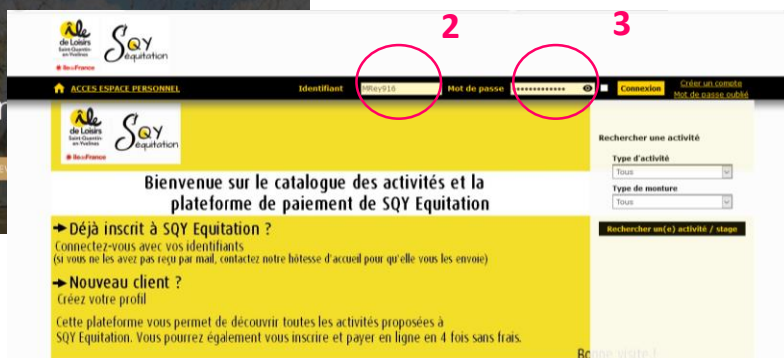 2 3
île
de Loisirs
Saint-Quentin
en-Yvelines
îledeFrance
SQY
équitation
ACCES ESPACE PERSONNEL Identifiant MRey916 Mot de passe •••••••••••• Connexion Créer un compte
Mot de passe oublié
île
de Loisirs
Saint-Quentin
en-Yvelines
îledeFrance
SQY
équitation
Rechercher une activité
Type d'activité
Tous
Type de monture
Tous
Rechercher un(e) activité / stage
Bienvenue sur le catalogue des activités et la
plateforme de paiement de SQY Equitation
➔ Déjà inscrit à SQY Equitation ?
Connectez-vous avec vos identifiants
(si vous ne les avez pas reçu par mail, contactez notre hôtesse d'accueil pour qu'elle vous les envoie)
➔ Nouveau client ?
Créez votre profil
Cette plateforme vous permet de découvrir toutes les activités proposées à
SQY Equitation. Vous pourrez également vous inscrire et payer en ligne en 4 fois sans frais.
Bonne visite !